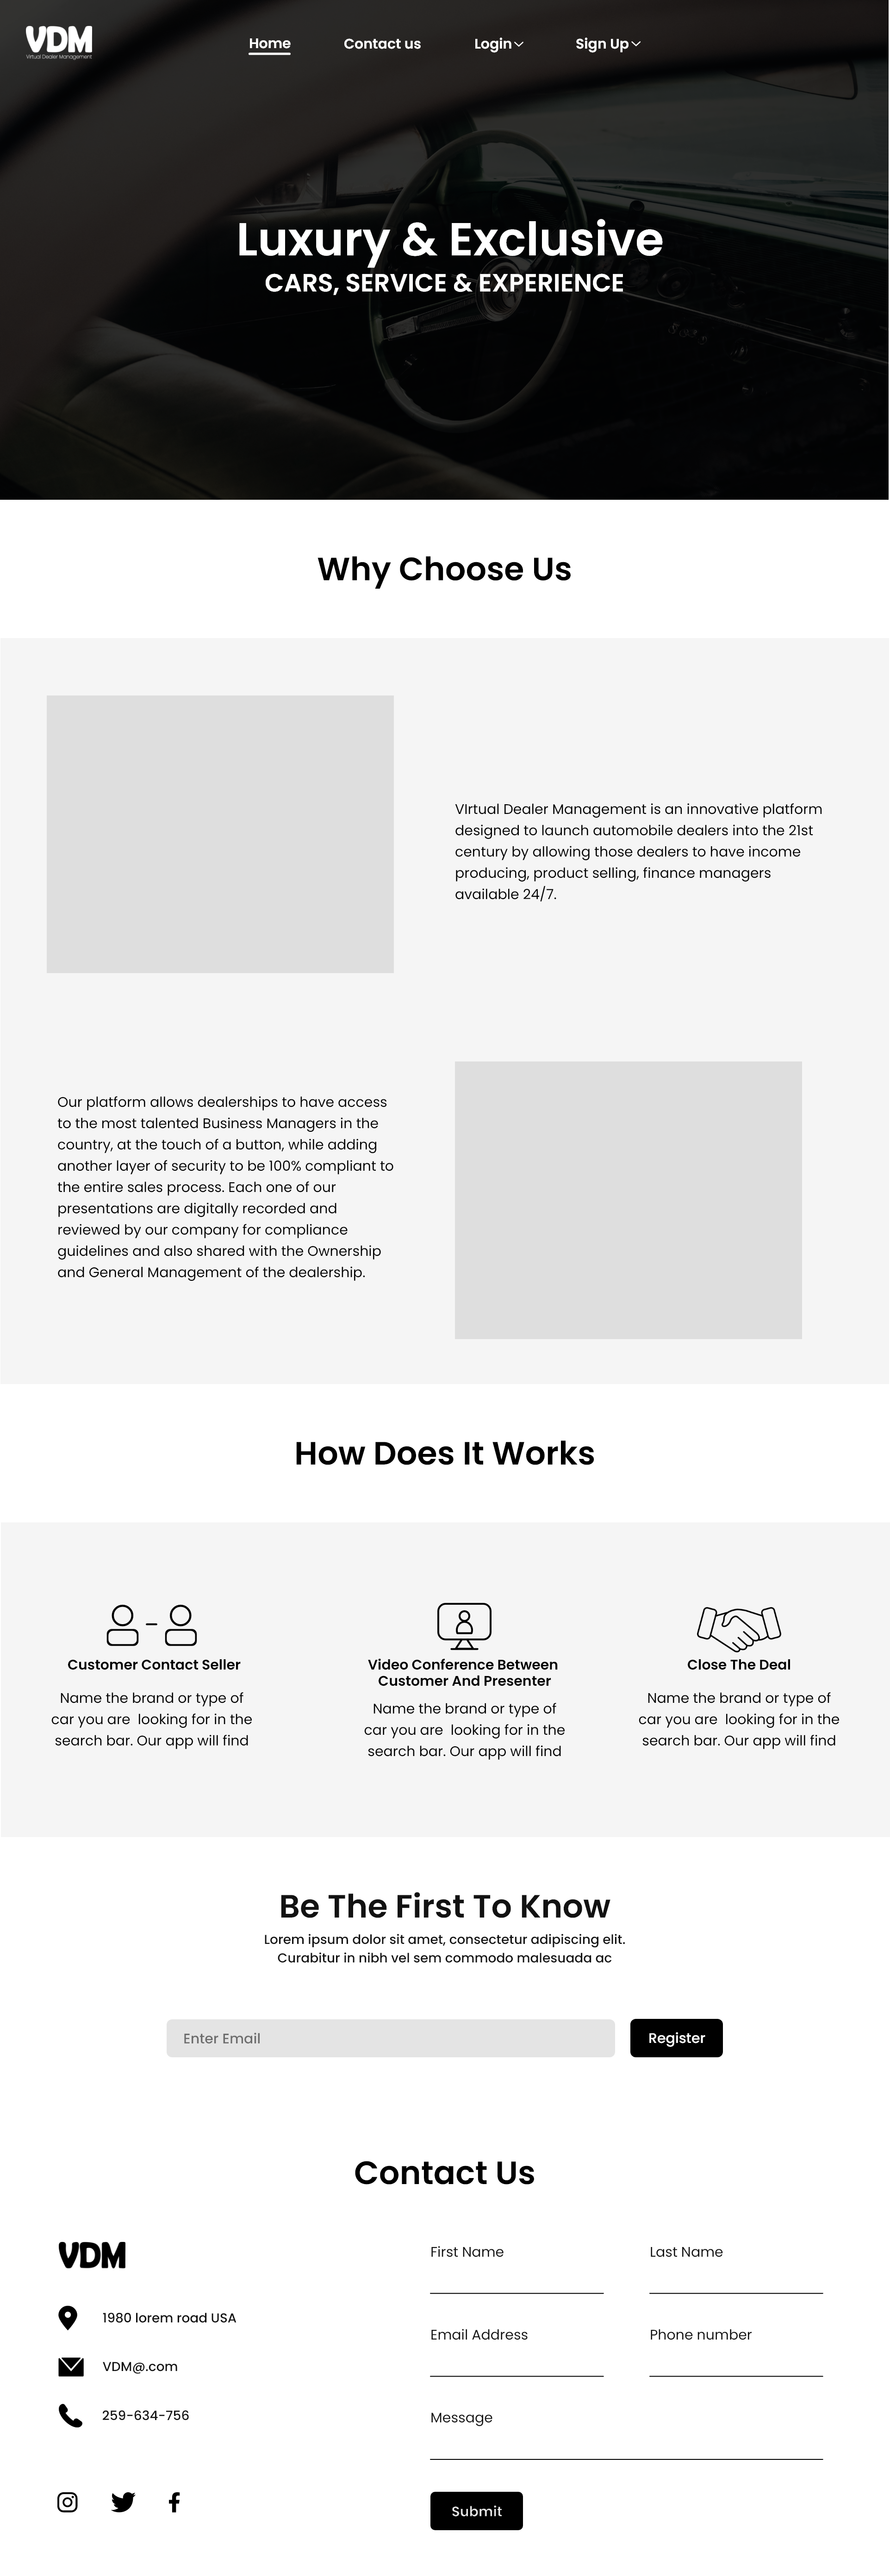 VDM
Virtual Dealer Management
Home
Contact us
Login
Sign Up
Luxury & Exclusive
CARS, SERVICE & EXPERIENCE
Why Choose Us
VIrtual Dealer Management is an innovative platform
designed to launch automobile dealers into the 21st
century by allowing those dealers to have income
producing, product selling, finance managers
available 24/7.
Our platform allows dealerships to have access
to the most talented Business Managers in the
country, at the touch of a button, while adding
another layer of security to be 100% compliant to
the entire sales process. Each one of our
presentations are digitally recorded and
reviewed by our company for compliance
guidelines and also shared with the Ownership
and General Management of the dealership.
How Does It Works
Customer Contact Seller
Name the brand or type of
car you are looking for in the
search bar. Our app will find
Video Conference Between
Customer And Presenter
Name the brand or type of
car you are looking for in the
search bar. Our app will find
Close The Deal
Name the brand or type of
car you are looking for in the
search bar. Our app will find
Be The First To Know
Lorem ipsum dolor sit amet, consectetur adipiscing elit.
Curabitur in nibh vel sem commodo malesuada ac
Enter Email
Register
Contact Us
VDM
1980 lorem road USA
VDM@.com
259-634-756
First Name
Last Name
Email Address
Phone number
Message
Submit